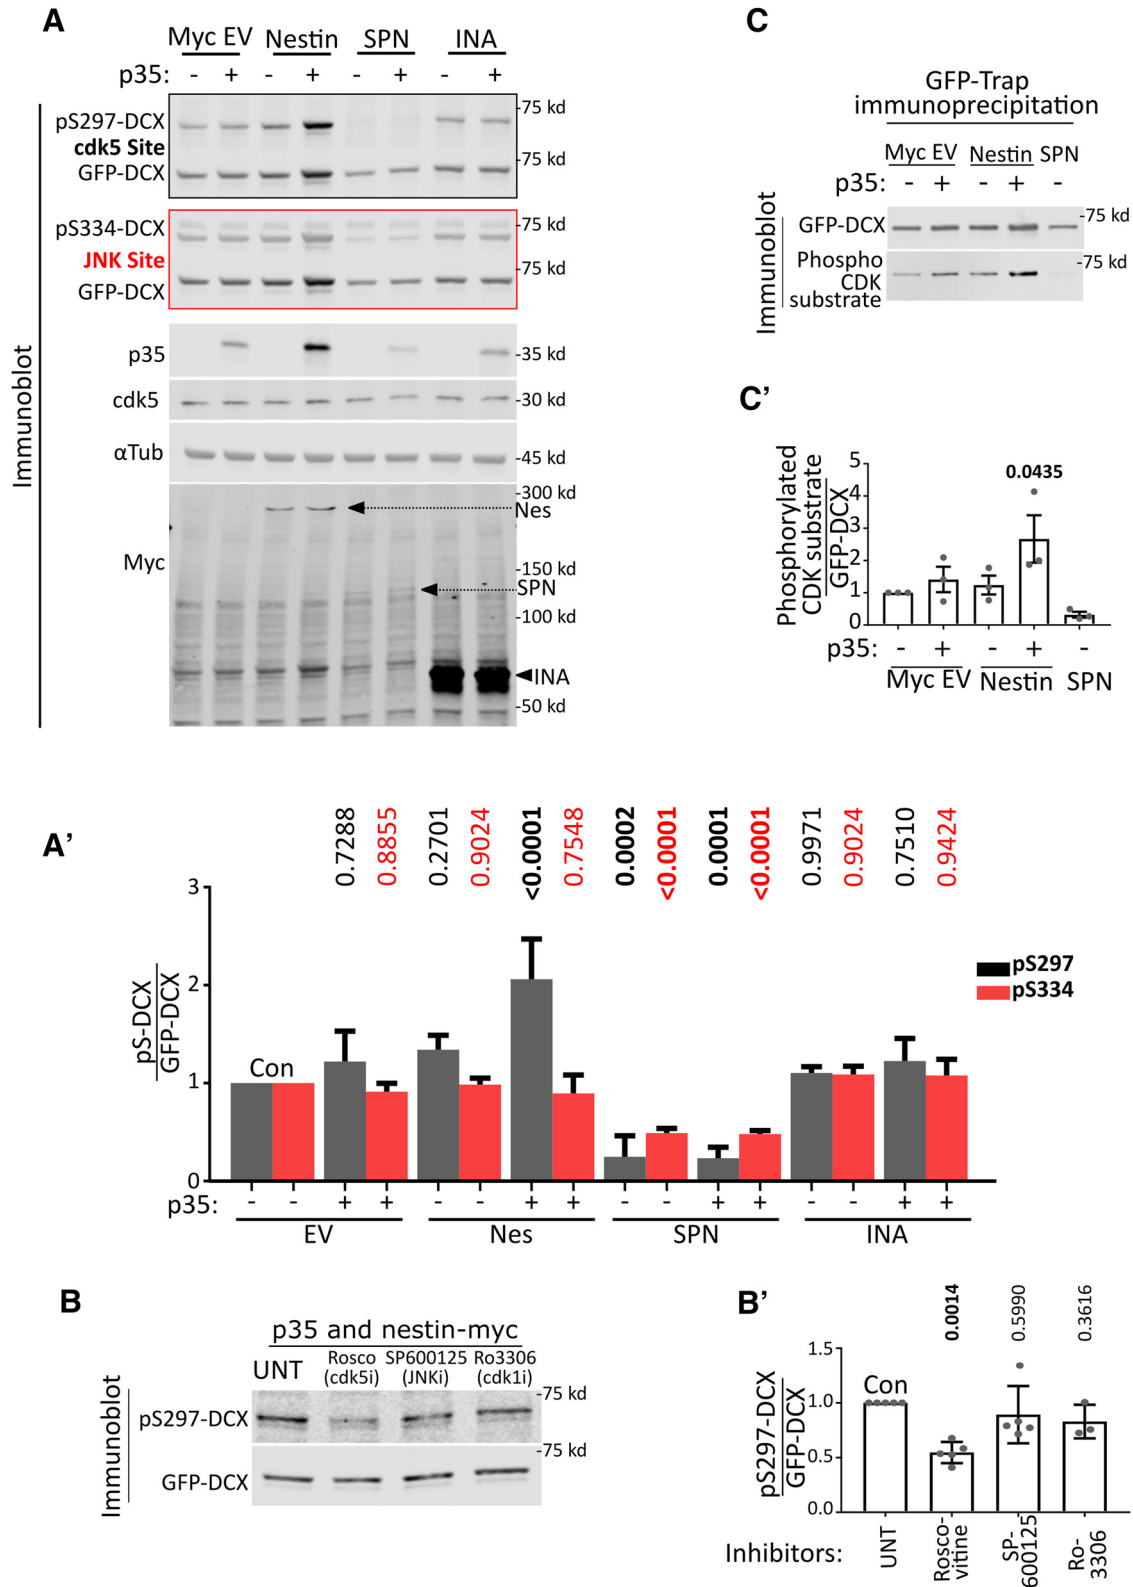 A
Myc EV Nestin SPN INA
p35: - + - + - + - +
Immunoblot
pS297-DCX
cdk5 Site
GFP-DCX
-75 kd
-75 kd
pS334-DCX
JNK Site
GFP-DCX
-75 kd
-75 kd
p35
-35 kd
cdk5
-30 kd
αTub
-45 kd
Myc
-300 kd
Nes
-150 kd
SPN
-100 kd
INA
-50 kd
C
GFP-Trap
immunoprecipitation
Myc EV Nestin SPN
p35: - + - + -
Immunoblot
GFP-DCX
-75 kd
Phospho
CDK
substrate
-75 kd
C'
Phosphorylated
CDK substrate
GFP-DCX
5
4
3
2
1
0
0.0435
p35: - + - + -
Myc EV Nestin SPN
A'
0.7288 0.8855 0.2701 0.9024 <0.0001 0.7548 0.0002 <0.0001 0.0001 <0.0001 0.9971 0.9024 0.7510 0.9424
pS-DCX
GFP-DCX
3
2
1
0
Con
pS297
pS334
p35: - - + + - - + + - - + + - - + +
EV Nes SPN INA
B
p35 and nestin-myc
UNT Rosco SP600125 Ro3306
(cdk5i) (JNKi) (cdk1i)
Immunoblot
pS297-DCX
-75 kd
GFP-DCX
-75 kd
B'
0.0014 0.5990 0.3616
pS297-DCX
GFP-DCX
1.5
1.0
0.5
0.0
Con
Inhibitors:
UNT
Rosco-
vitine
SP-
600125
Ro-
3306